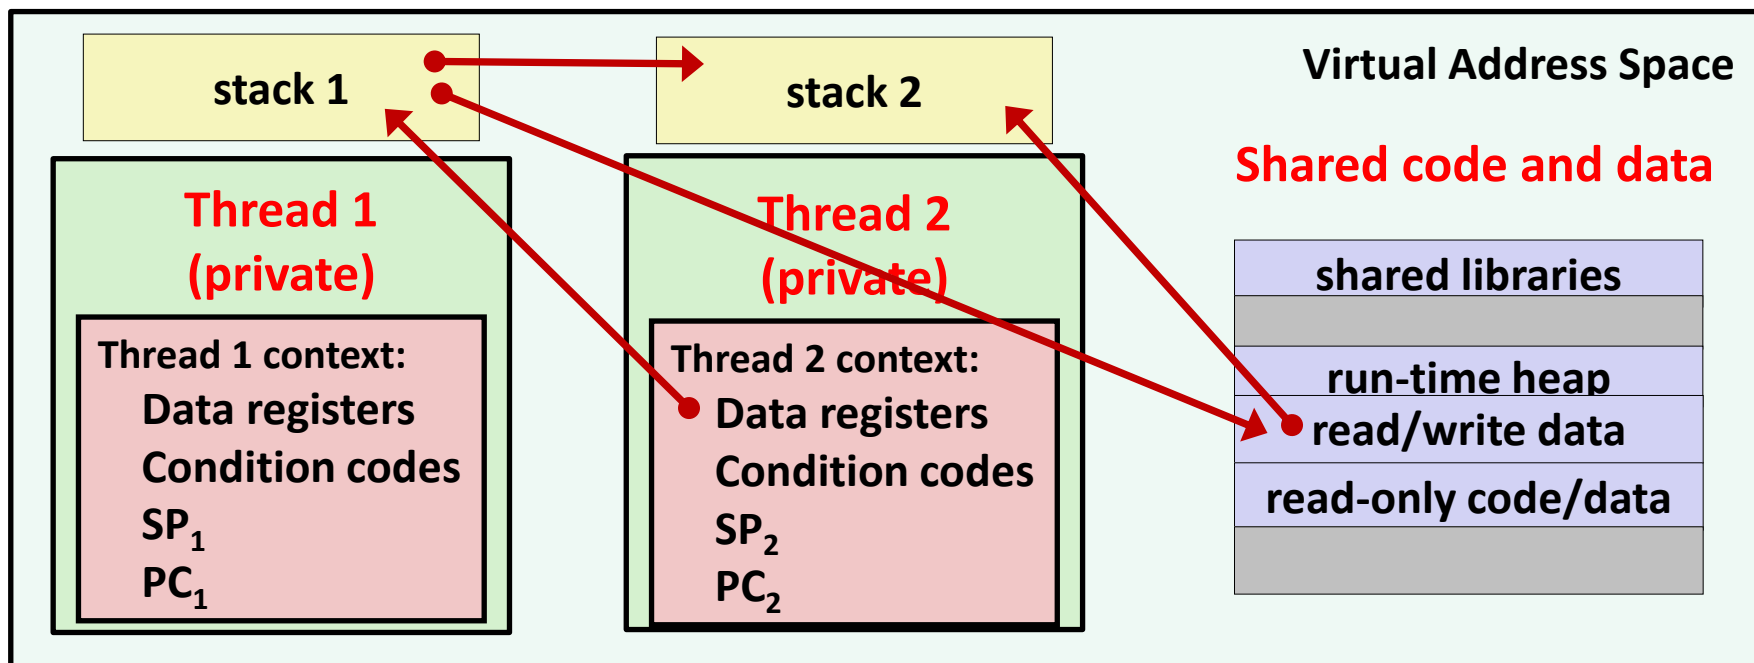 stack 1
stack 2
Virtual Address Space
Shared code and data
Thread 1
(private)
Thread 1 context:
Data registers
Condition codes
SP₁
PC₁
Thread 2
(private)
Thread 2 context:
Data registers
Condition codes
SP₂
PC₂
shared libraries
run-time heap
read/write data
read-only code/data